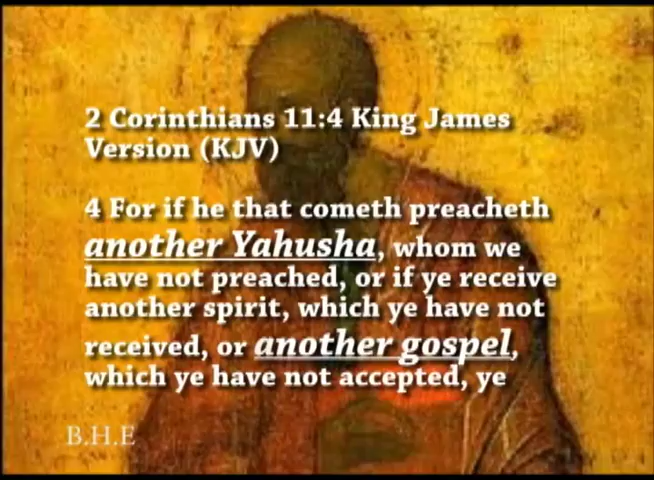 2 Corinthians 11:4 King James
Version (KJV)
4 For if he that cometh preacheth
another Yahusha, whom we
have not preached, or if ye receive
another spirit, which ye have not
received, or another gospel,
which ye have not accepted, ye
B.H.E